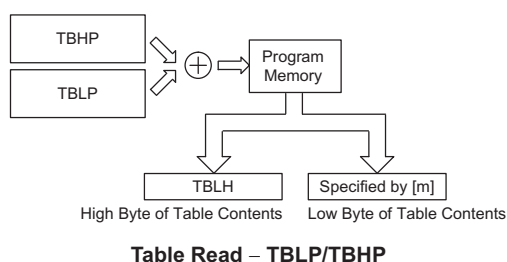 TBHP
TBLP
Program
Memory
TBLH
Specified by [m]
High Byte of Table Contents
Low Byte of Table Contents
Table Read – TBLP/TBHP